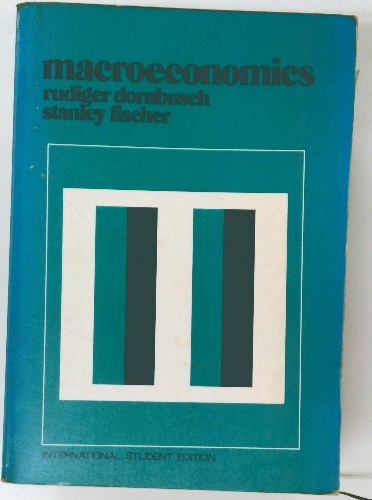 macroeconomics
rudiger dornbusch
stanley fischer
INTERNATIONAL STUDENT EDITION